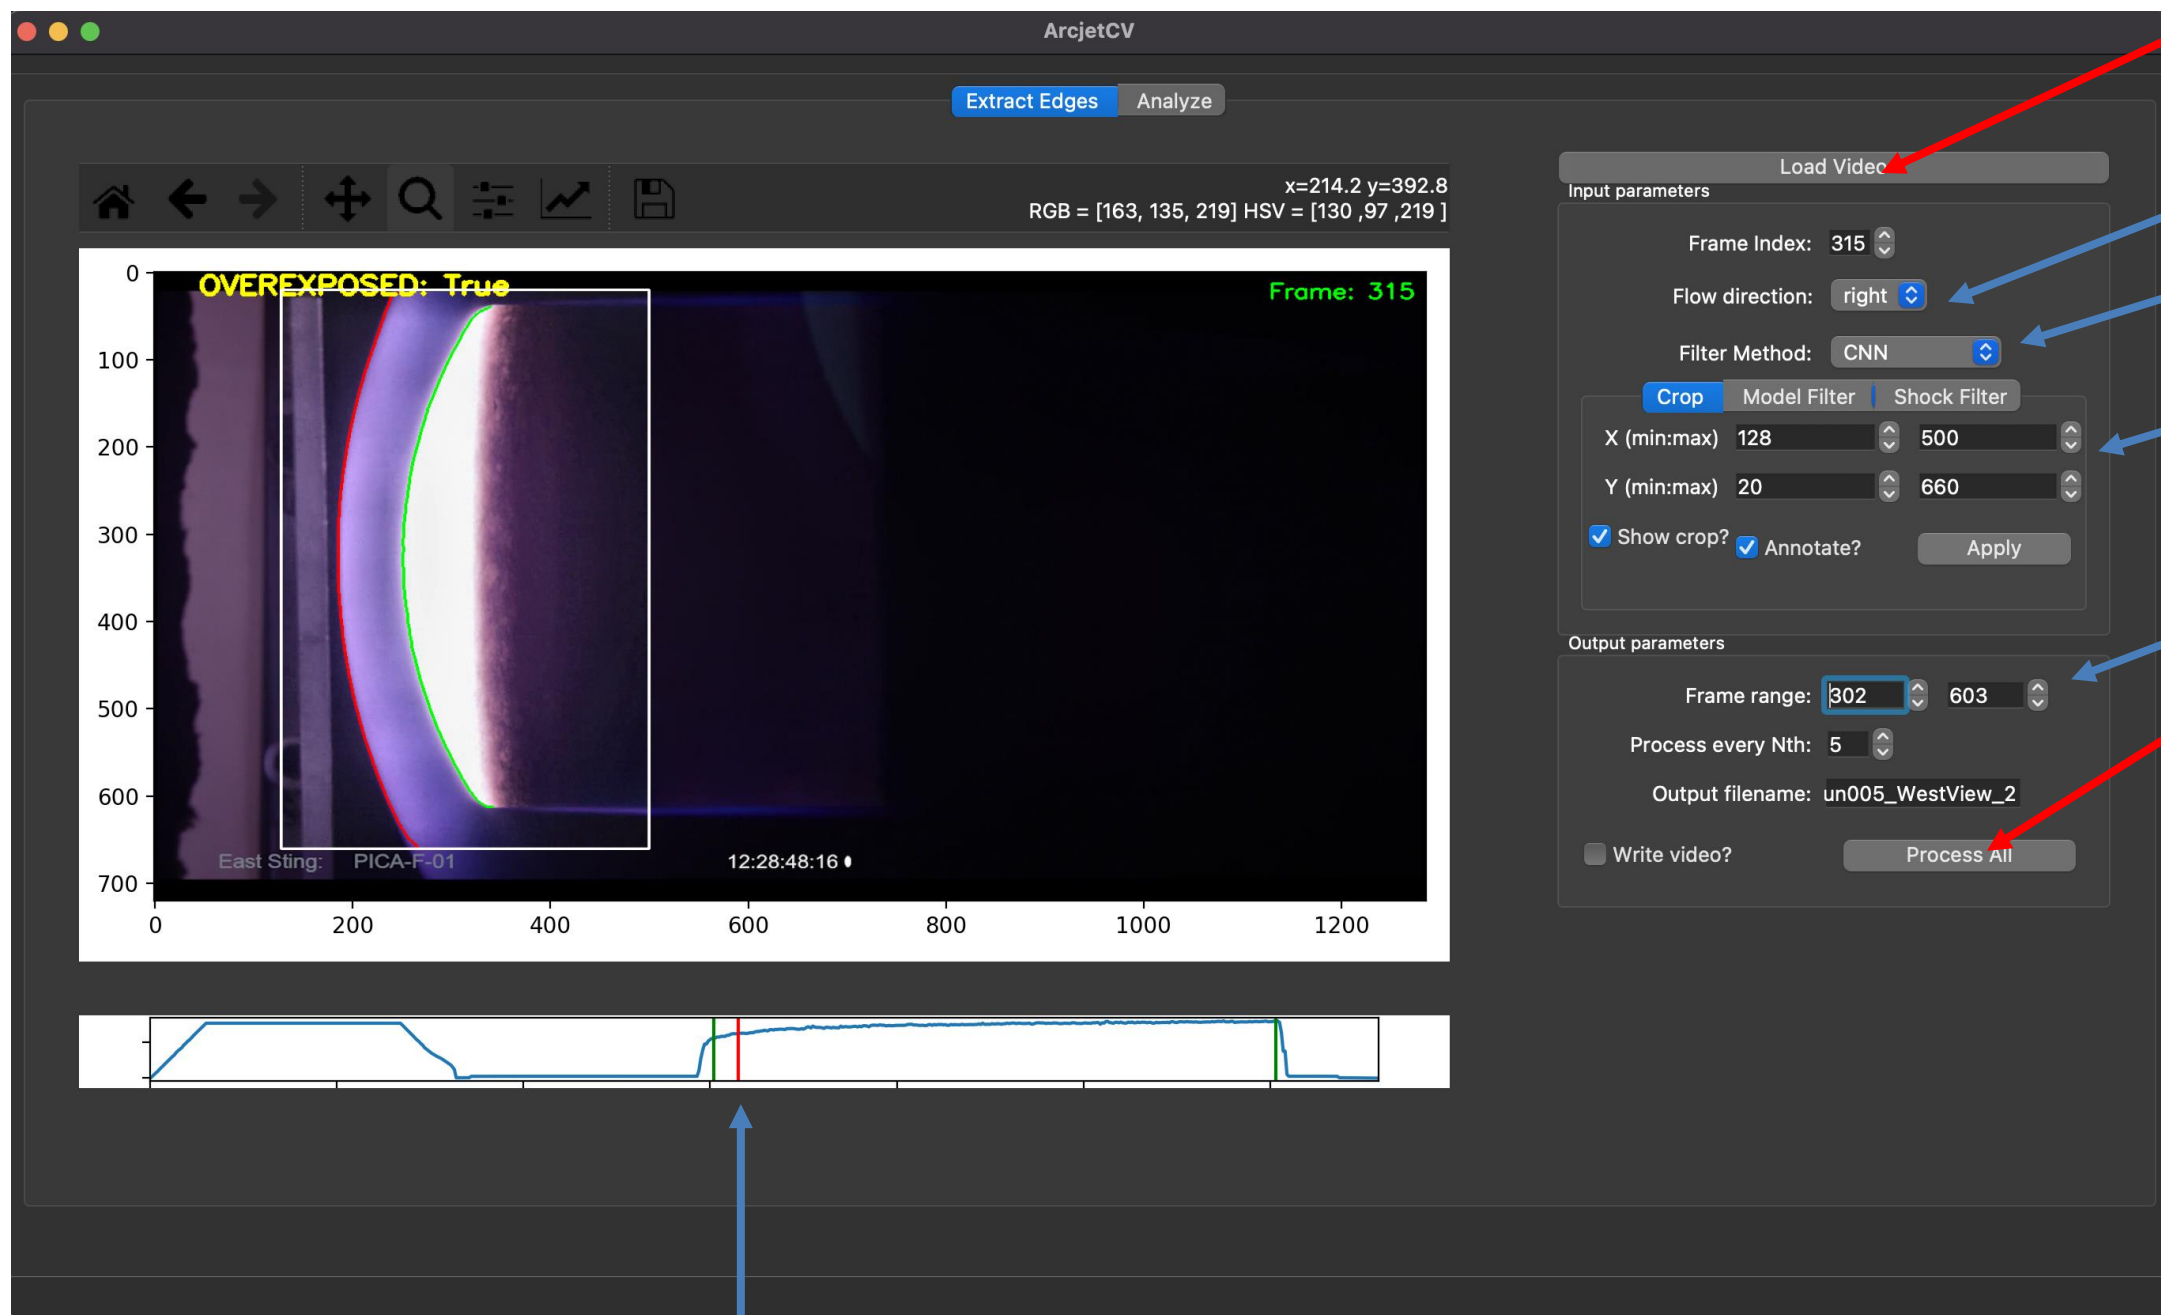 ArcjetCV
Extract Edges Analyze
x=214.2 y=392.8
RGB = [163, 135, 219] HSV = [130 ,97 ,219 ]
Load Video
Input parameters
Frame Index: 315
Flow direction: right
Filter Method: CNN
Crop Model Filter Shock Filter
X (min:max) 128 500
Y (min:max) 20 660
Show crop? Annotate? Apply
Output parameters
Frame range: 302 603
Process every Nth: 5
Output filename: un005_WestView_2
Write video? Process All
OVEREXPOSED: True
Frame: 315
0
100
200
300
400
500
600
700
East Sting: PICA-F-01
12:28:48:16
0 200 400 600 800 1000 1200